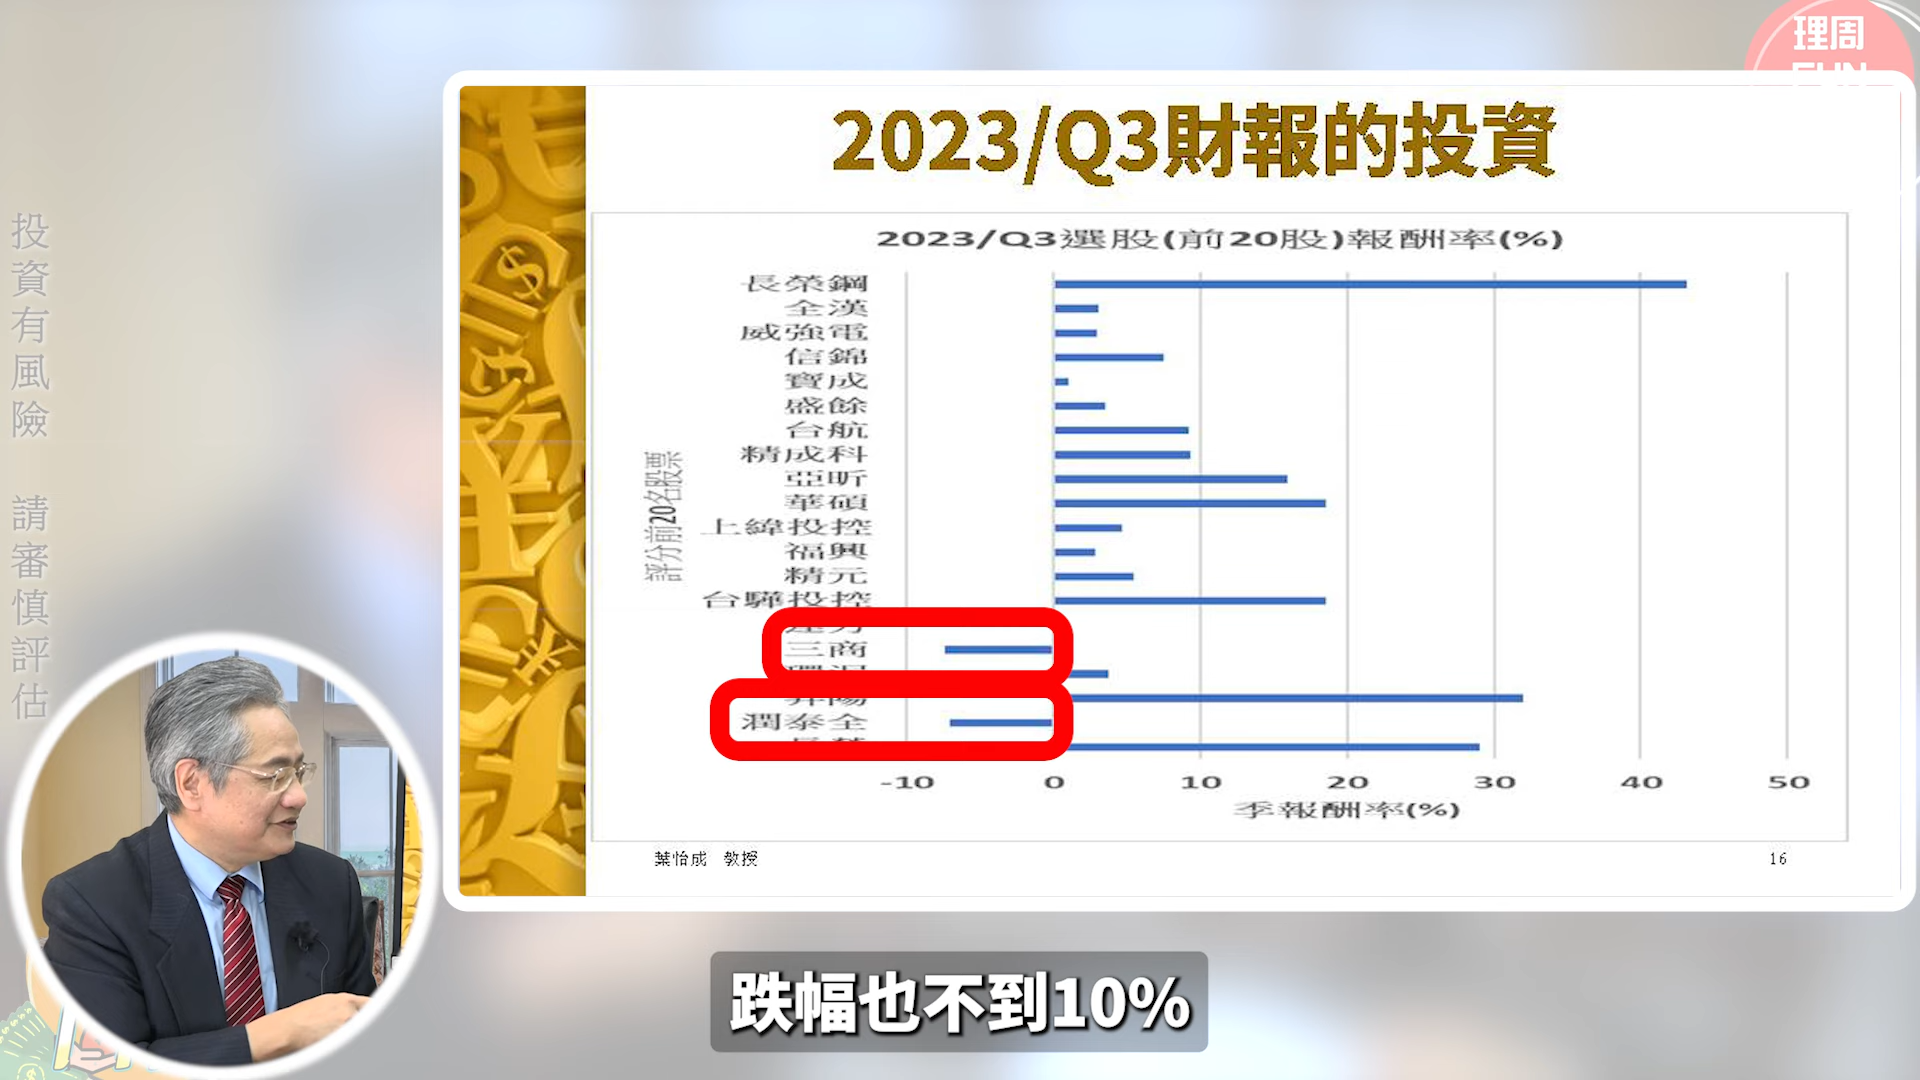 理周
2023/Q3財報的投資
2023/Q3選股(前20股)報酬率(%)
長榮鋼
全漢
威強電
信錦
寶成
盛餘
台航
精成科
亞昕
華碩
上緯投控
福興
精元
台驊投控
三商
昇陽
潤泰全
評分前20名股票
-10 0 10 20 30 40 50
季報酬率(%)
葉怡成 教授
16
投資有風險 請審慎評估
跌幅也不到10%